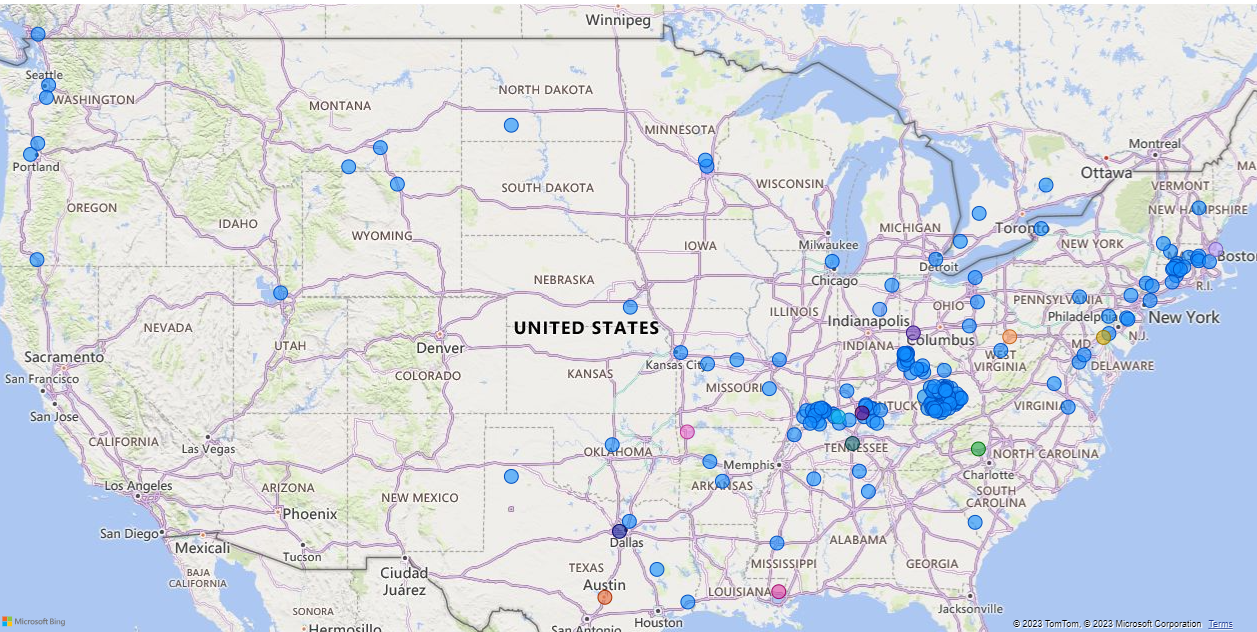 Winnipeg
Seattle
WASHINGTON
MONTANA
NORTH DAKOTA
MINNESOTA
Montreal
Ottawa
MA
Portland
OREGON
IDAHO
WYOMING
SOUTH DAKOTA
WISCONSIN
MICHIGAN
VERMONT
NEW HAMPSHIRE
Toronto
NEW YORK
Milwaukee
IOWA
Detroit
Boston
Chicago
NEBRASKA
R.I.
PENNSYLVANIA
OHIO
ILLINOIS
Indianapolis
Philadelphia
New York
UNITED STATES
NEVADA
UTAH
Denver
Columbus
N.J.
INDIANA
Sacramento
San Francisco
COLORADO
KANSAS
Kansas City
MISSOURI
WEST
VIRGINIA
MD
DELAWARE
San Jose
KENTUCKY
VIRGINIA
CALIFORNIA
Las Vegas
OKLAHOMA
TENNESSEE
NORTH CAROLINA
Memphis
Charlotte
Los Angeles
ARIZONA
NEW MEXICO
ARKANSAS
SOUTH
CAROLINA
Phoenix
San Diego
Mexicali
Tucson
Dallas
ALABAMA
MISSISSIPPI
GEORGIA
BAJA
CALIFORNIA
Ciudad
Juárez
TEXAS
Austin
LOUISIANA
SONORA
Hermosillo
San Antonio
Houston
Jacksonville
Microsoft Bing
© 2023 TomTom, © 2023 Microsoft Corporation Terms